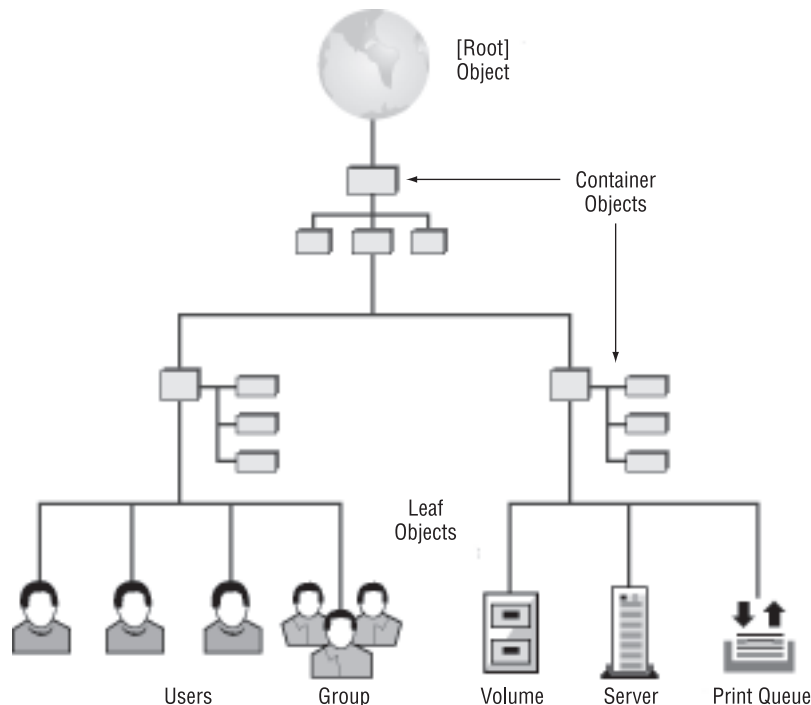 [Root]
Object
Container
Objects
Leaf
Objects
Users
Group
Volume
Server
Print Queue